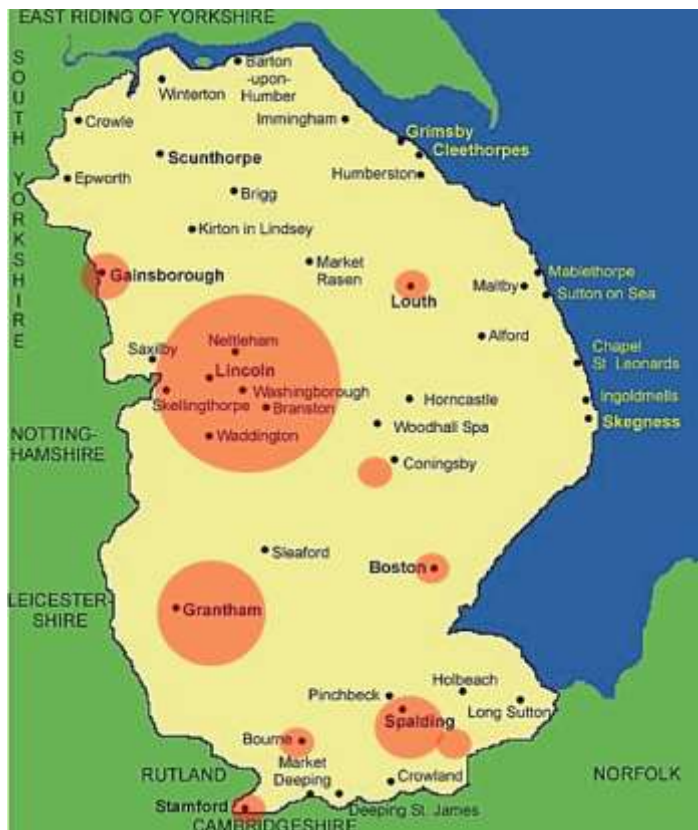 EAST RIDING OF YORKSHIRE
SOUTH YORKSHIRE
Barton
-upon-
Humber
Winterton
Crowle
Immingham
Grimsby
Cleethorpes
Scunthorpe
Humberston
Epworth
Brigg
Kirton in Lindsey
Market
Rasen
Gainsborough
Louth
Mablethorpe
Maltby
Sutton on Sea
Alford
Saxilby
Nettleham
Chapel
St Leonards
Lincoln
Washingborough
Skellingthorpe
Branston
Horncastle
Ingoldmells
Woodhall Spa
Skegness
Waddington
NOTTING-
HAMSHIRE
Coningsby
Sleaford
Boston
LEICESTER-
SHIRE
Grantham
Holbeach
Pinchbeck
Long Sutton
Spalding
Bourne
Market
Deeping
Crowland
RUTLAND
NORFOLK
Stamford
Deeping St. James
CAMBRIDGESHIRE